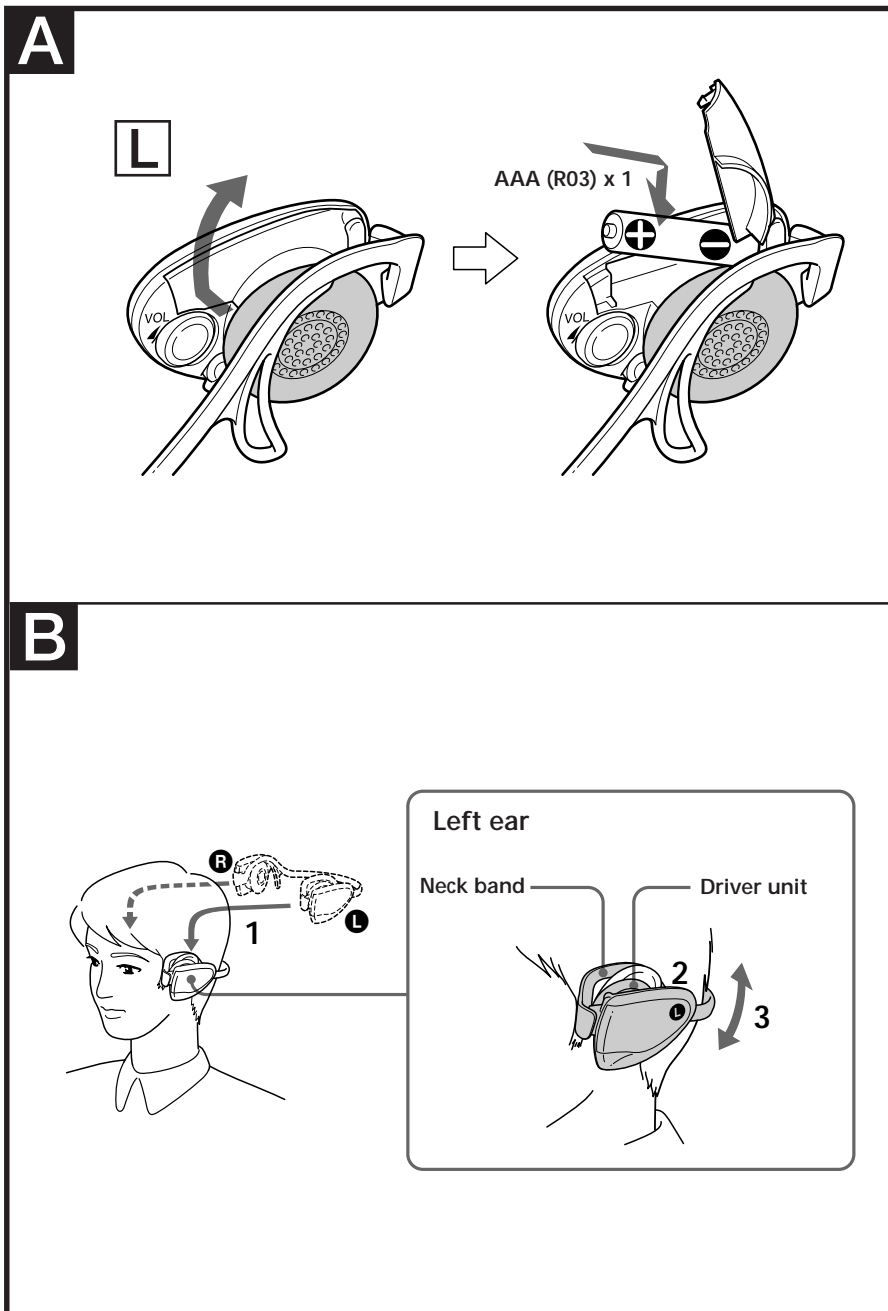 A
L
AAA (R03) x 1
VOL
VOL
B
R
L
1
Left ear
Neck band
Driver unit
2
L
3